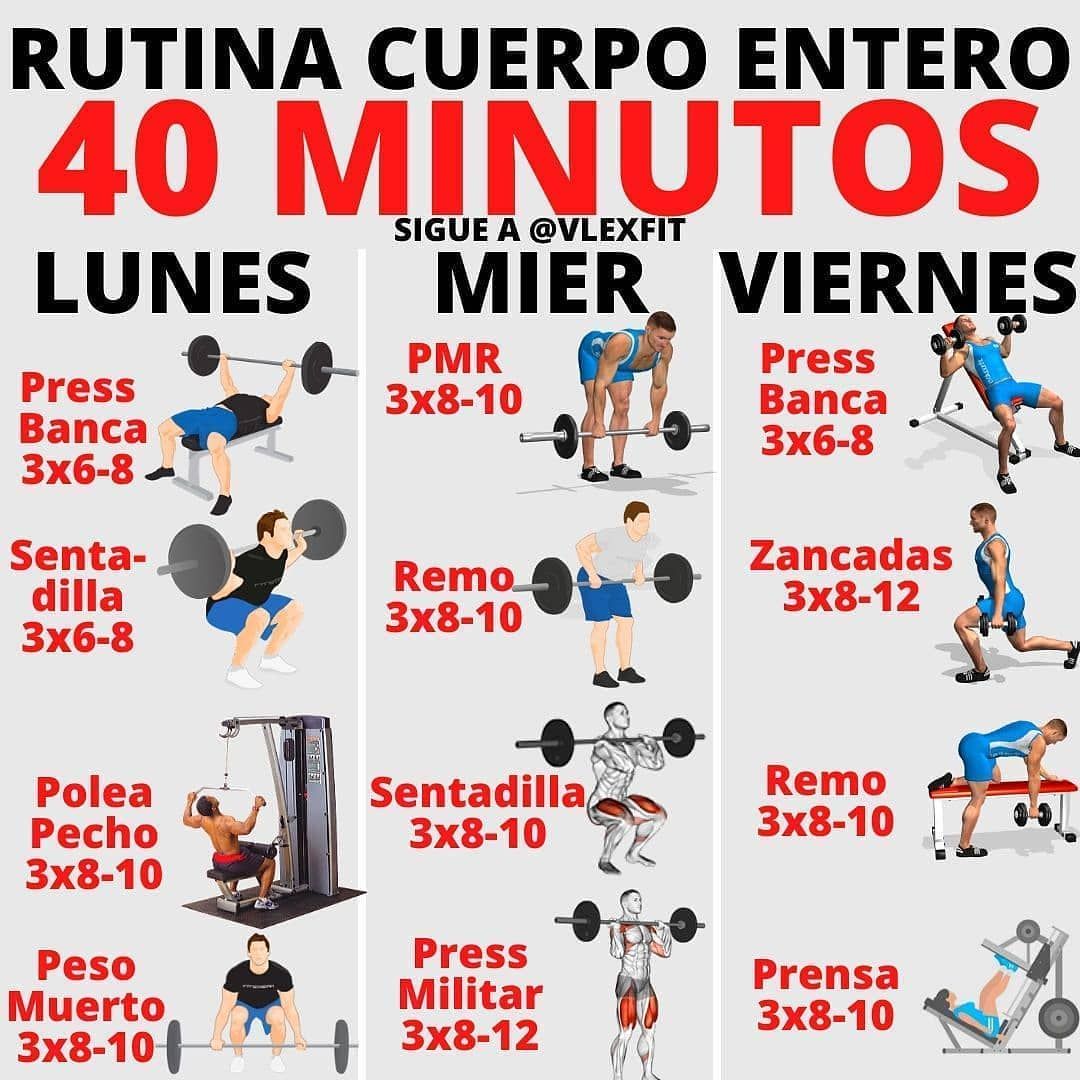 RUTINA CUERPO ENTERO
40 MINUTOS
SIGUE A @VLEXFIT
LUNES
Press
Banca
3x6-8
Senta-
dilla
3x6-8
Polea
Pecho
3x8-10
Peso
Muerto
3x8-10
MIER
PMR
3x8-10
Remo
3x8-10
Sentadilla
3x8-10
Press
Militar
3x8-12
VIERNES
Press
Banca
3x6-8
Zancadas
3x8-12
Remo
3x8-10
Prensa
3x8-10